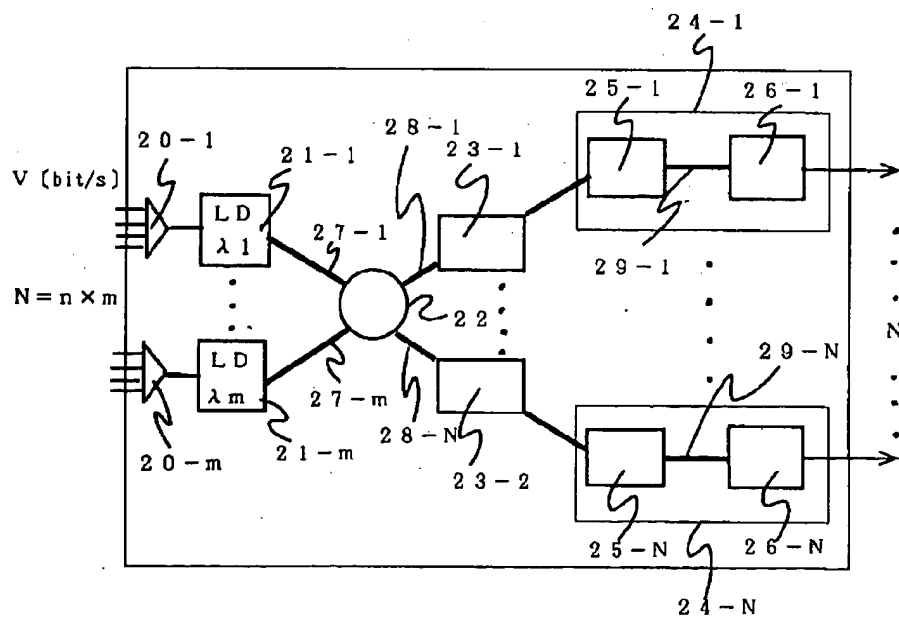 24-1
25-1
26-1
28-1
20-1
23-1
21-1
V [bit/s]
LD
λ1
27-1
29-1
N=n×m
22
N
LD
λm
29-N
27-m
28-N
20-m
21-m
23-2
25-N
26-N
24-N